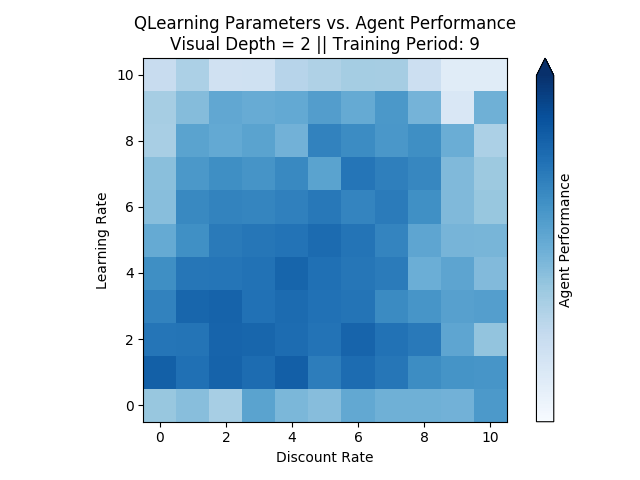 QLearning Parameters vs. Agent Performance
Visual Depth = 2 || Training Period: 9
10
8
6
4
2
0
Learning Rate
0 2 4 6 8 10
Discount Rate
Agent Performance